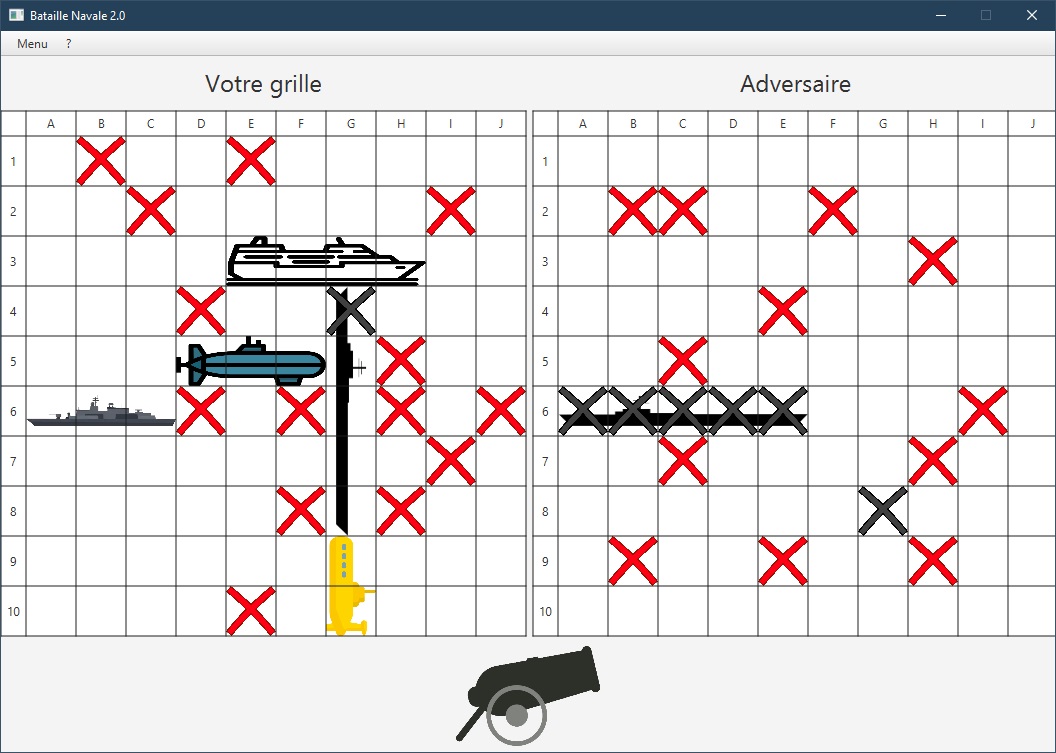 Bataille Navale 2.0
Menu ?
Votre grille Adversaire
A B C D E F G H I J A B C D E F G H I J
1 1
2 2
3 3
4 4
5 5
6 6
7 7
8 8
9 9
10 10